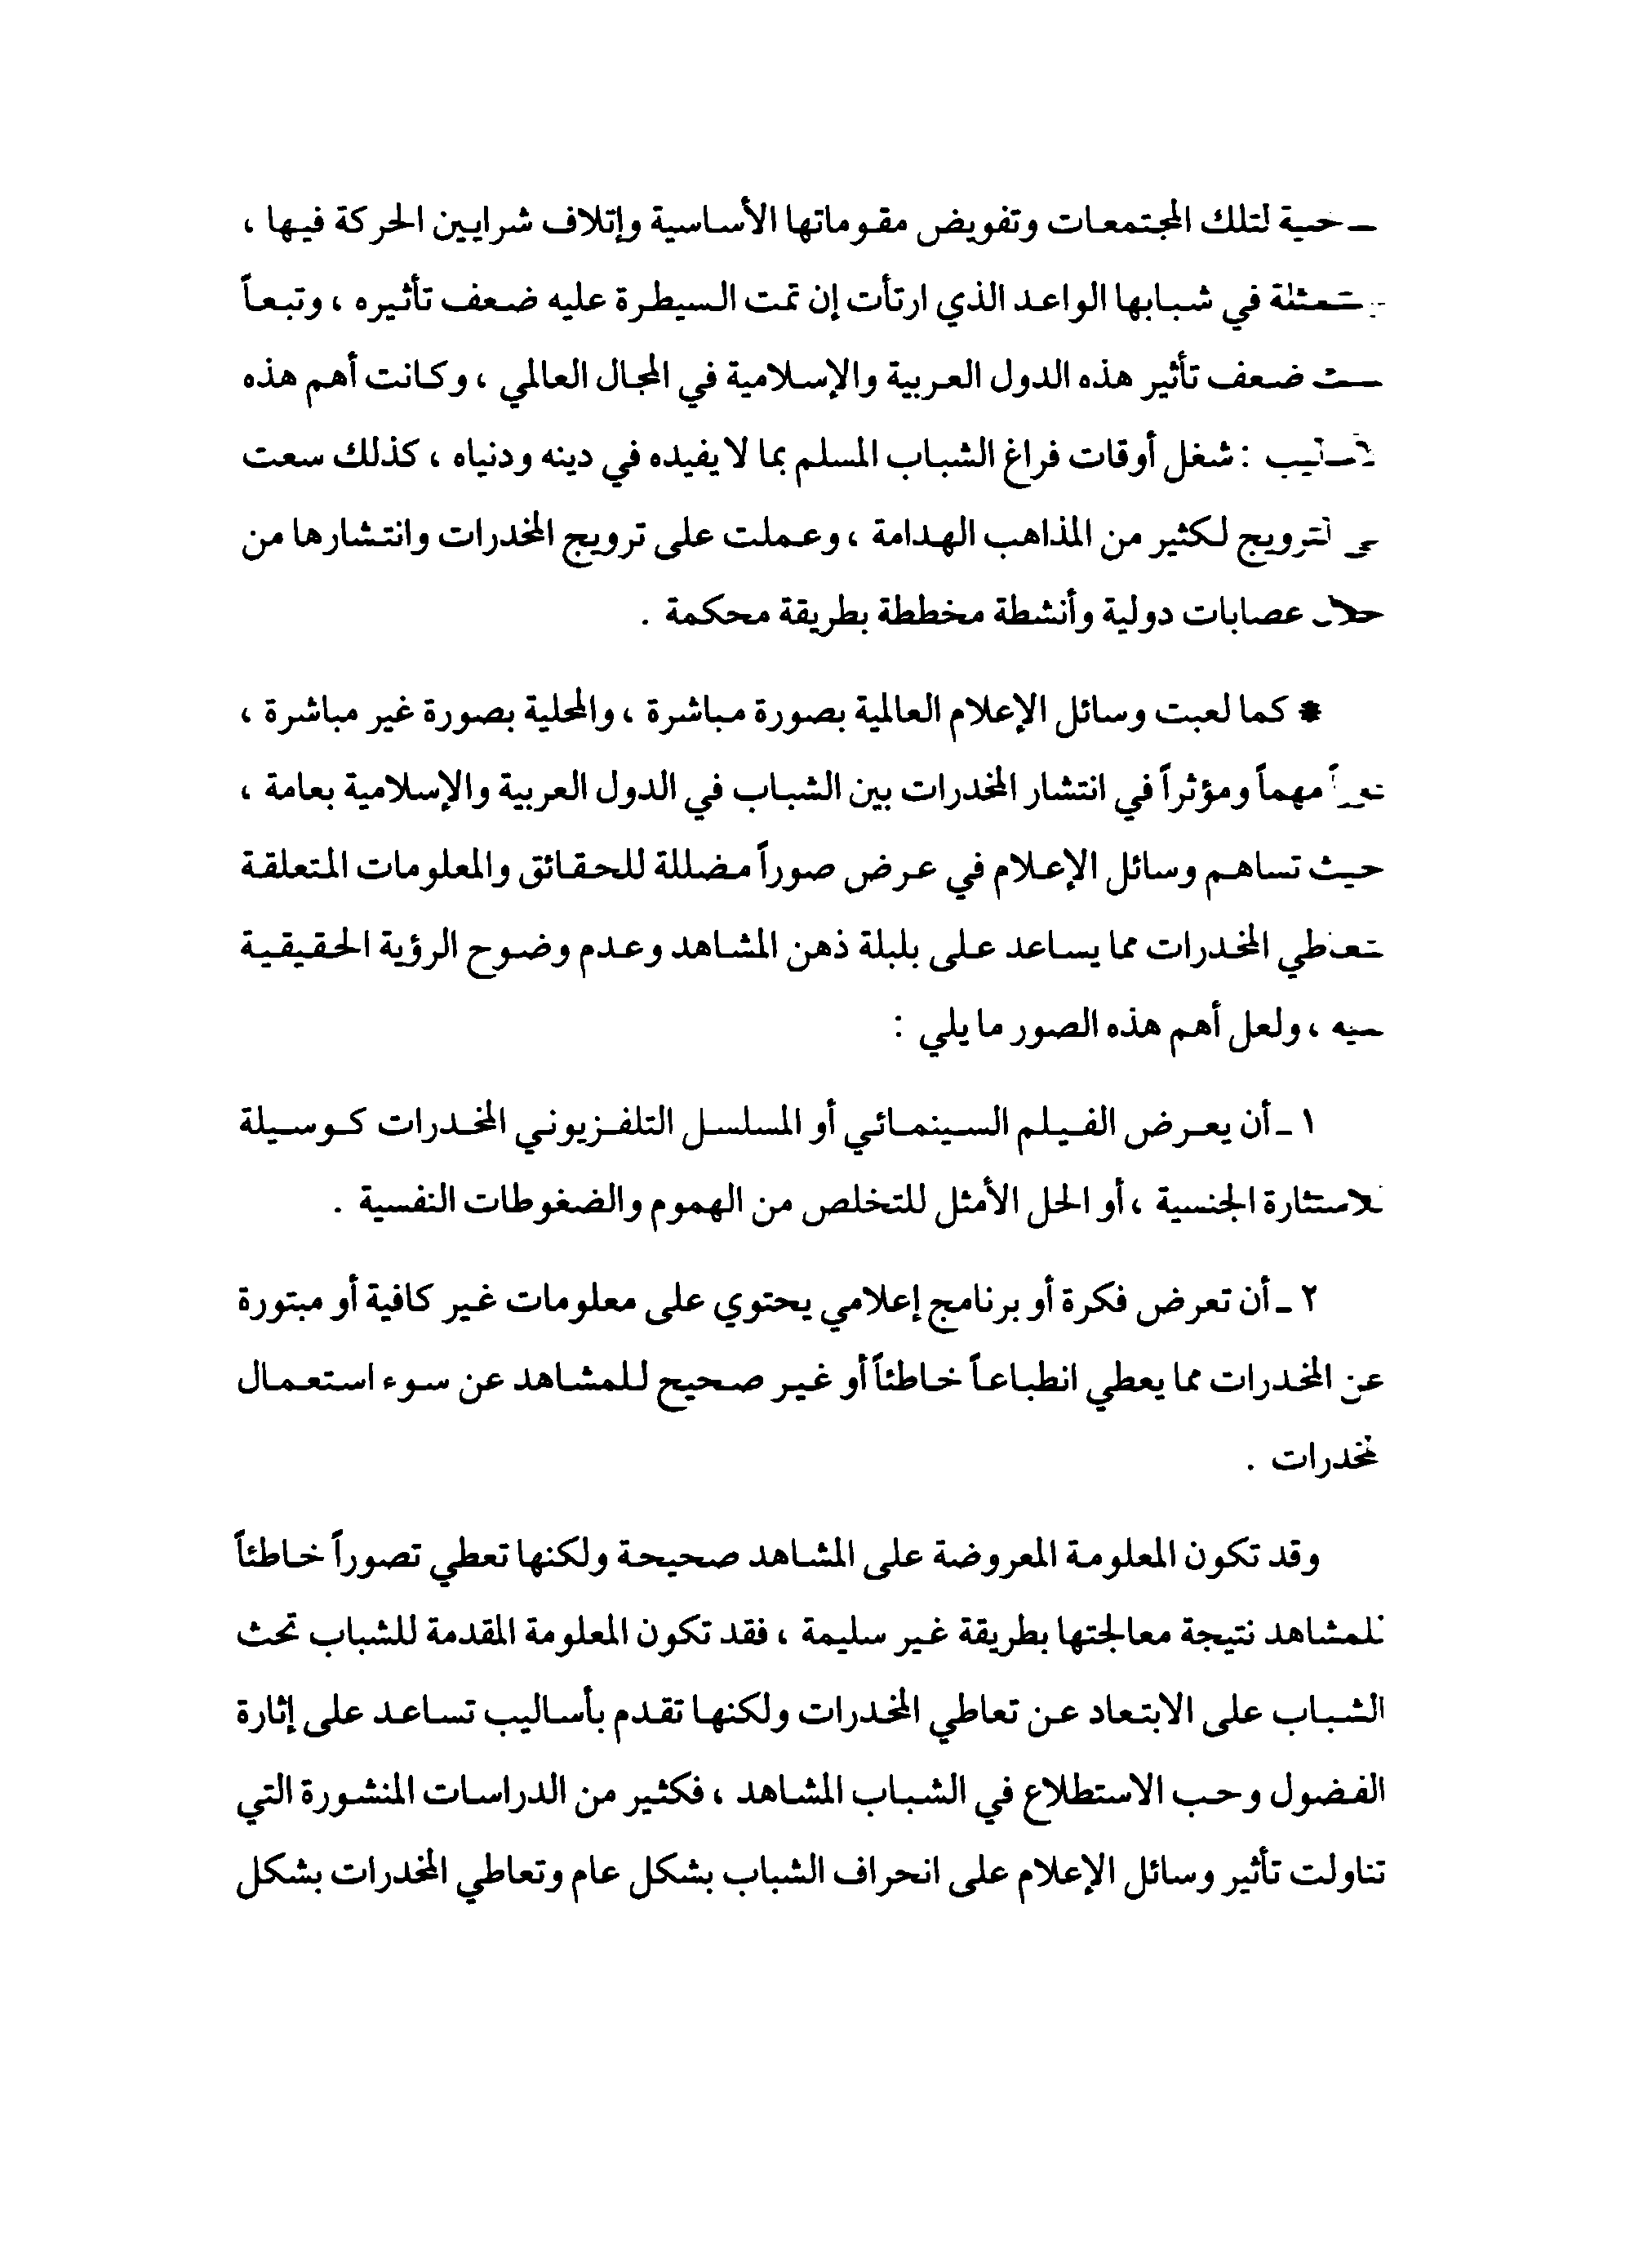 لتلك المجتمعات وتفويض مقوماتها الأساسية وإتلاف شرايين الحركة فيها ،
في شبابها الواعد الذي ارتأت إن تمت السيطرة عليه ضعف تأثيره ، وتبعاً
ضعف تأثير هذه الدول العربية والإسلامية في المجال العالمي ، وكانت أهم هذه
: شغل أوقات فراغ الشباب المسلم بما لا يفيده في دينه ودنياه ، كذلك سعت
لترويج لكثير من المذاهب الهدامة ، وعملت على ترويج المخدرات وانتشارها من
خلال عصابات دولية وأنشطة مخططة بطريقة محكمة .
* كما لعبت وسائل الإعلام العالمية بصورة مباشرة ، والمحلية بصورة غير مباشرة ،
مهماً ومؤثراً في انتشار المخدرات بين الشباب في الدول العربية والإسلامية بعامة ،
حيث تساهم وسائل الإعلام في عرض صوراً مضللة للحقائق والمعلومات المتعلقة
بتعاطي المخدرات مما يساعد على بلبلة ذهن المشاهد وعدم وضوح الرؤية الحقيقية
، ولعل أهم هذه الصور ما يلي :
١ ـ أن يعرض الفيلم السينمائي أو المسلسل التلفزيوني المخدرات كوسيلة
للاستثارة الجنسية ، أو الحل الأمثل للتخلص من الهموم والضغوطات النفسية .
٢ ـ أن تعرض فكرة أو برنامج إعلامي يحتوي على معلومات غير كافية أو مبتورة
عن المخدرات مما يعطي انطباعاً خاطئاً أو غير صحيح للمشاهد عن سوء استعمال
المخدرات .
وقد تكون المعلومة المعروضة على المشاهد صحيحة ولكنها تعطي تصوراً خاطئاً
للمشاهد نتيجة معالجتها بطريقة غير سليمة ، فقد تكون المعلومة المقدمة للشباب تحث
الشباب على الابتعاد عن تعاطي المخدرات ولكنها تقدم بأساليب تساعد على إثارة
الفضول وحب الاستطلاع في الشباب المشاهد ، فكثير من الدراسات المنشورة التي
تناولت تأثير وسائل الإعلام على انحراف الشباب بشكل عام وتعاطي المخدرات بشكل